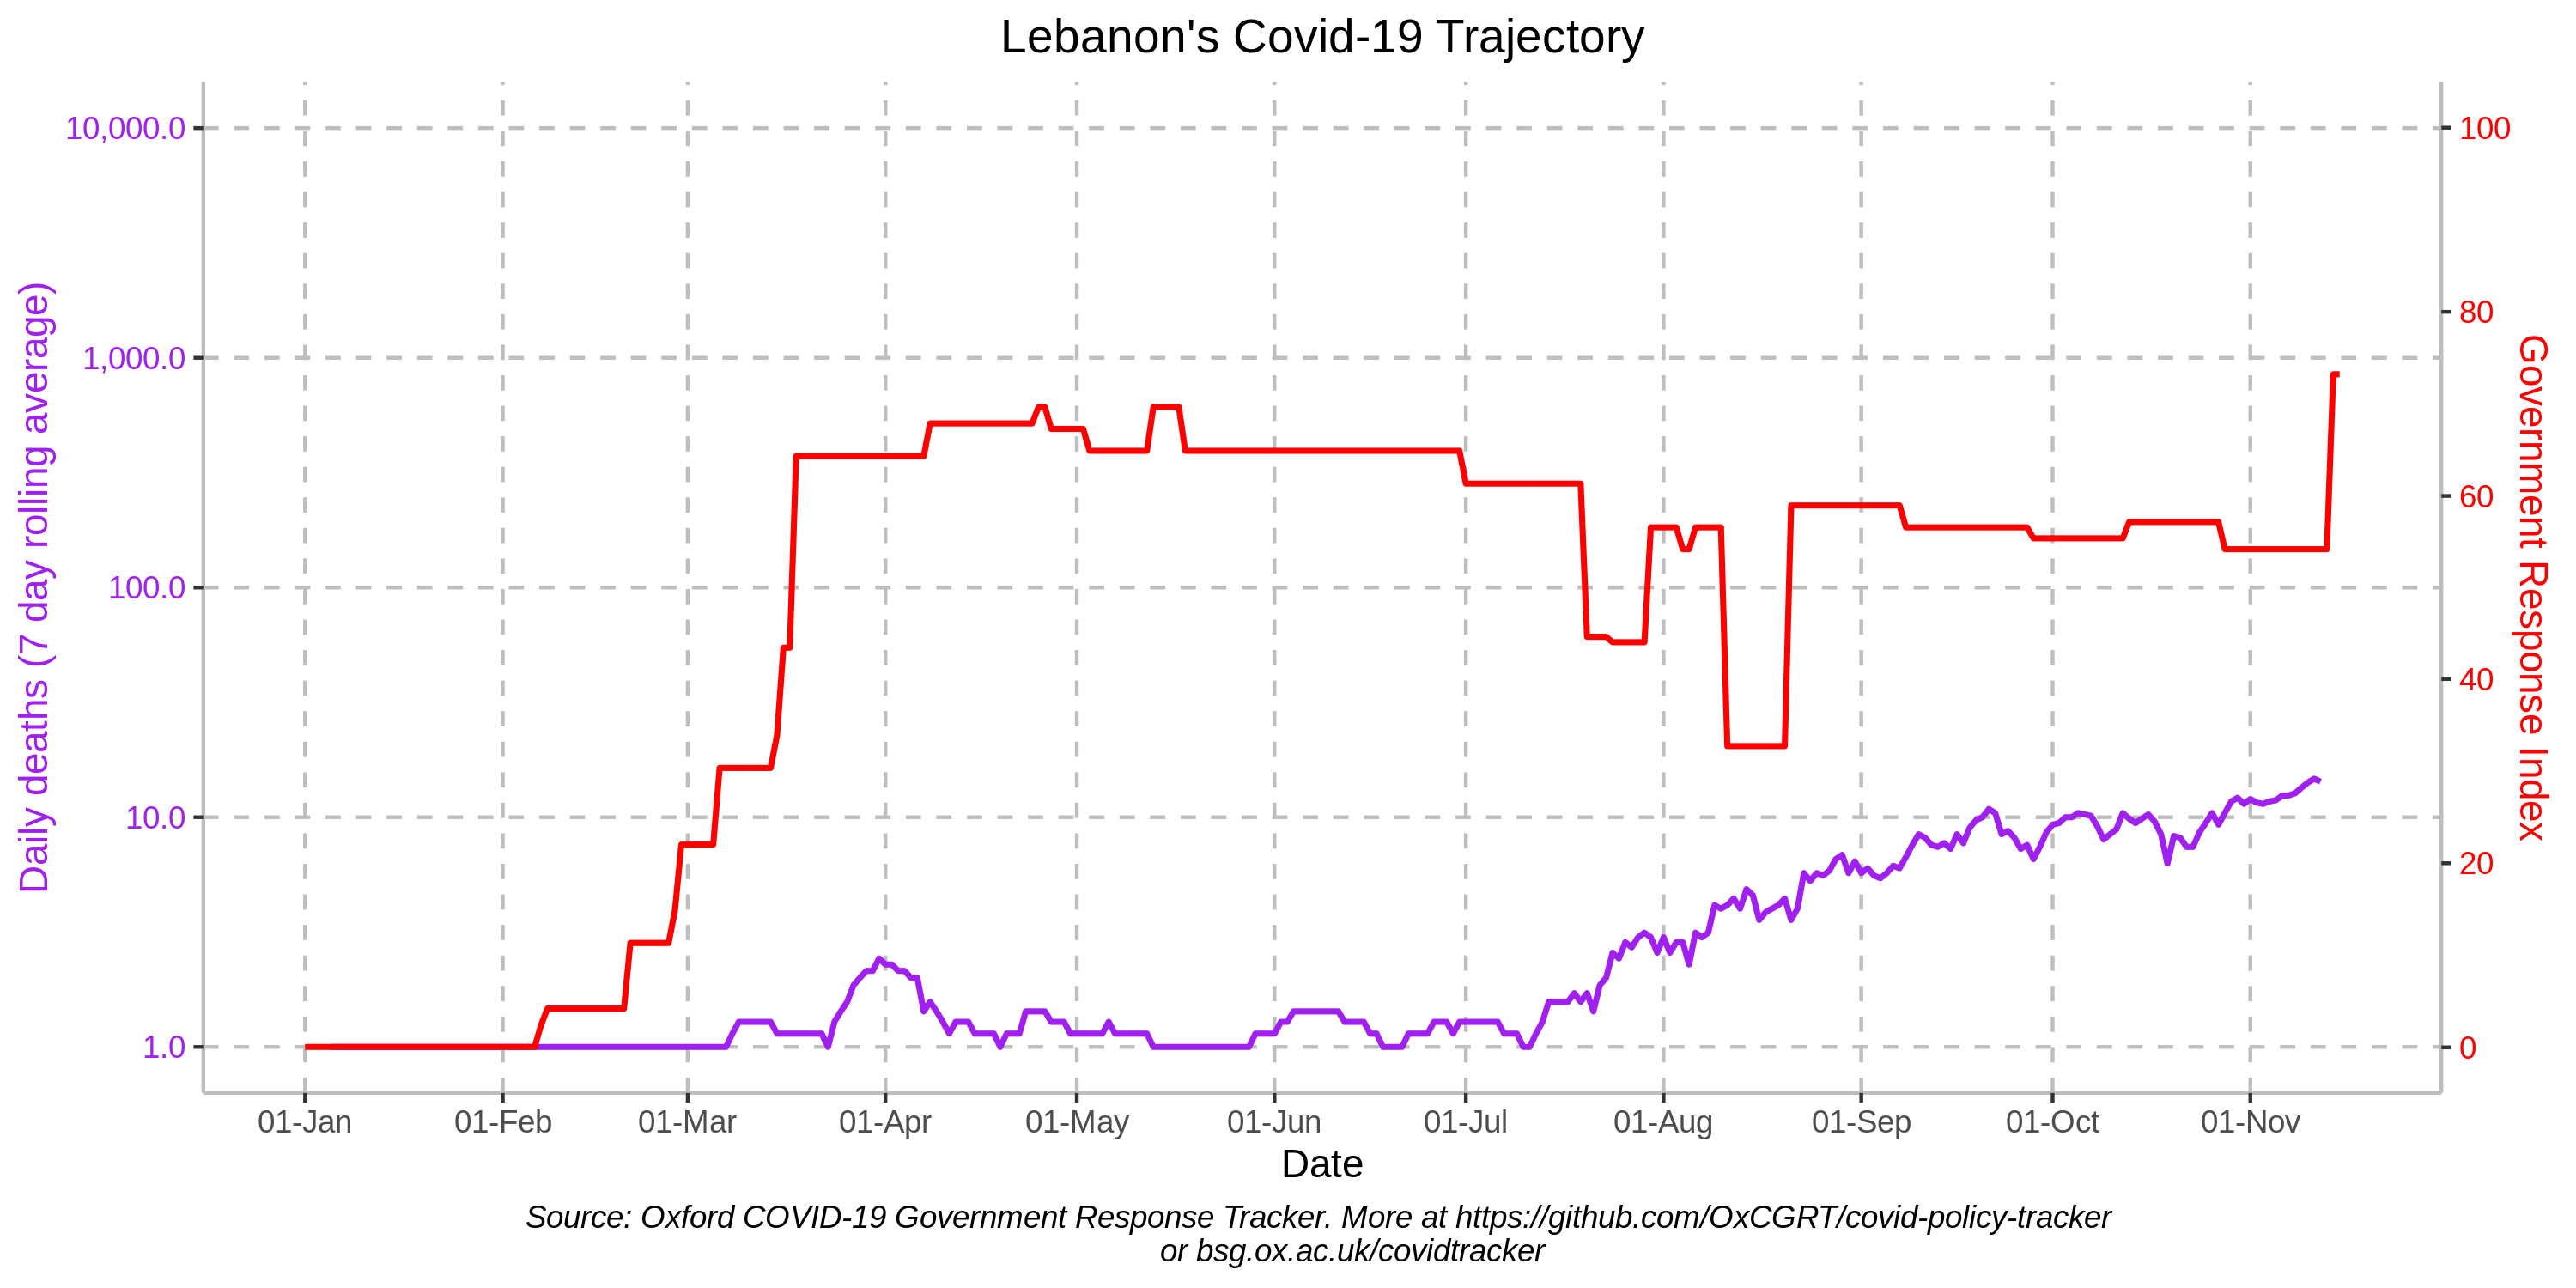 Lebanon's Covid-19 Trajectory
Daily deaths (7 day rolling average)
10,000.0
1,000.0
100.0
10.0
1.0
100
80
60
40
20
0
Government Response Index
01-Jan
01-Feb
01-Mar
01-Apr
01-May
01-Jun
01-Jul
01-Aug
01-Sep
01-Oct
01-Nov
Date
Source: Oxford COVID-19 Government Response Tracker. More at https://github.com/OxCGRT/covid-policy-tracker
or bsg.ox.ac.uk/covidtracker